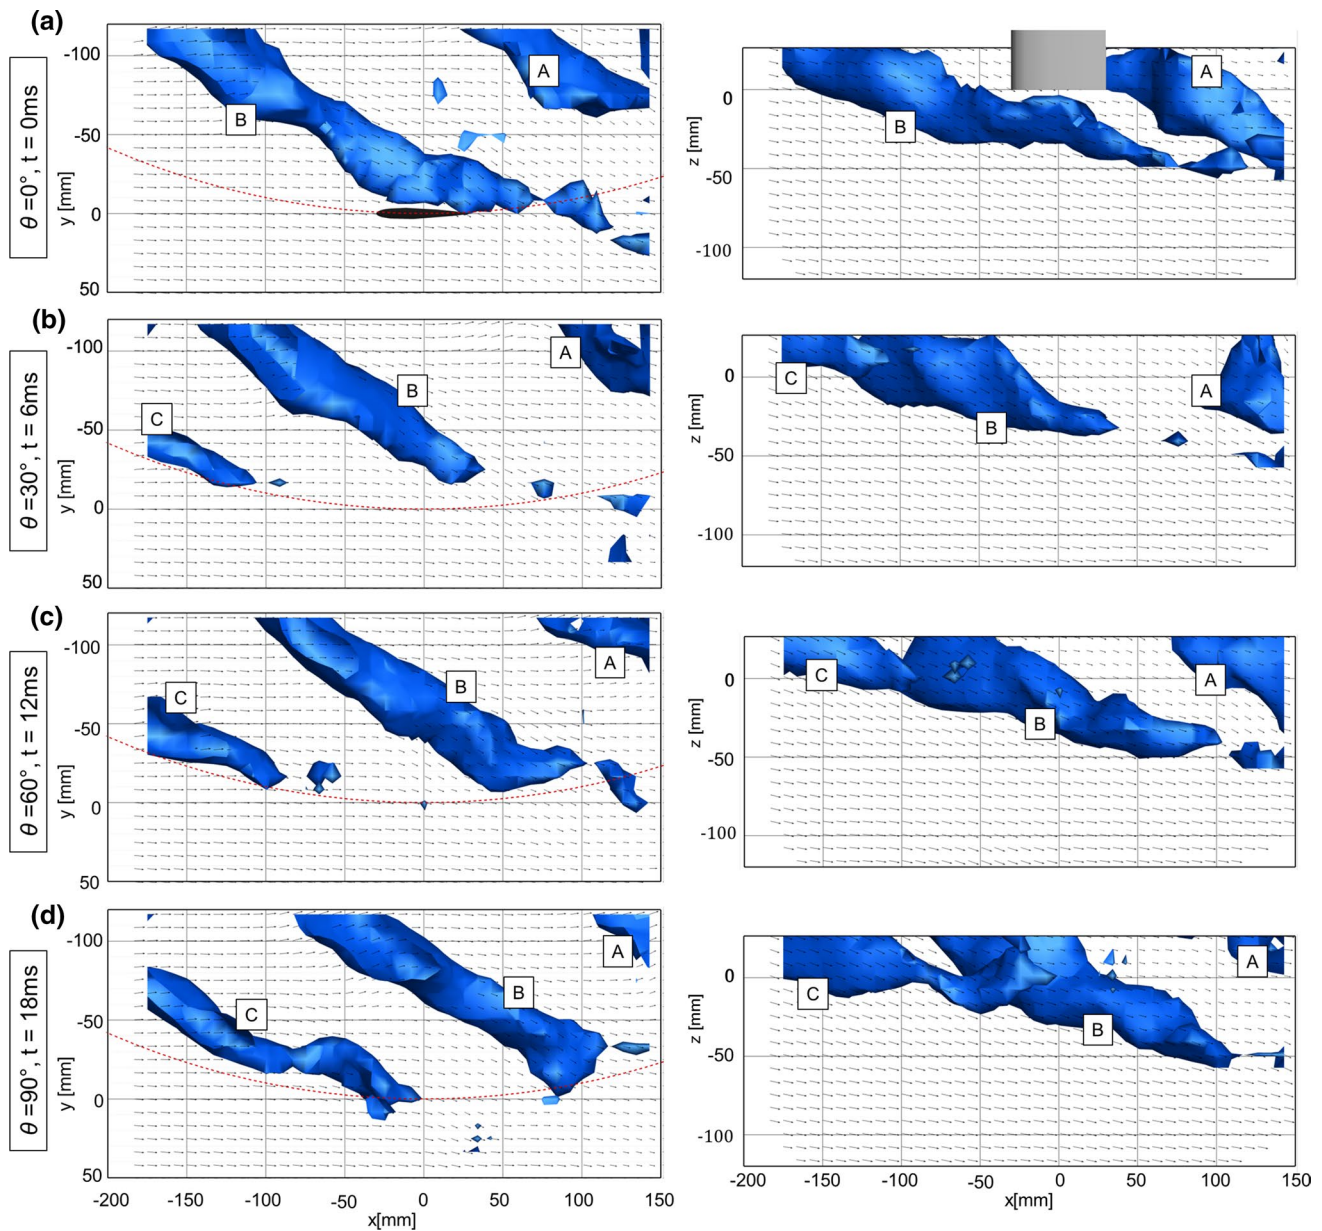 (a)
θ =0°, t = 0ms
y [mm]
-100
-50
0
50
A
B
z [mm]
0
-50
-100
A
B
(b)
θ =30°, t = 6ms
y [mm]
-100
-50
0
50
A
B
C
z [mm]
0
-50
-100
C
B
A
(c)
θ =60°, t = 12ms
y [mm]
-100
-50
0
50
A
B
C
z [mm]
0
-50
-100
C
B
A
(d)
θ =90°, t = 18ms
y [mm]
-100
-50
0
50
A
B
C
-200 -150 -100 -50 0 50 100 150
x[mm]
z [mm]
0
-50
-100
A
C
B
-200 -150 -100 -50 0 50 100 150
x[mm]